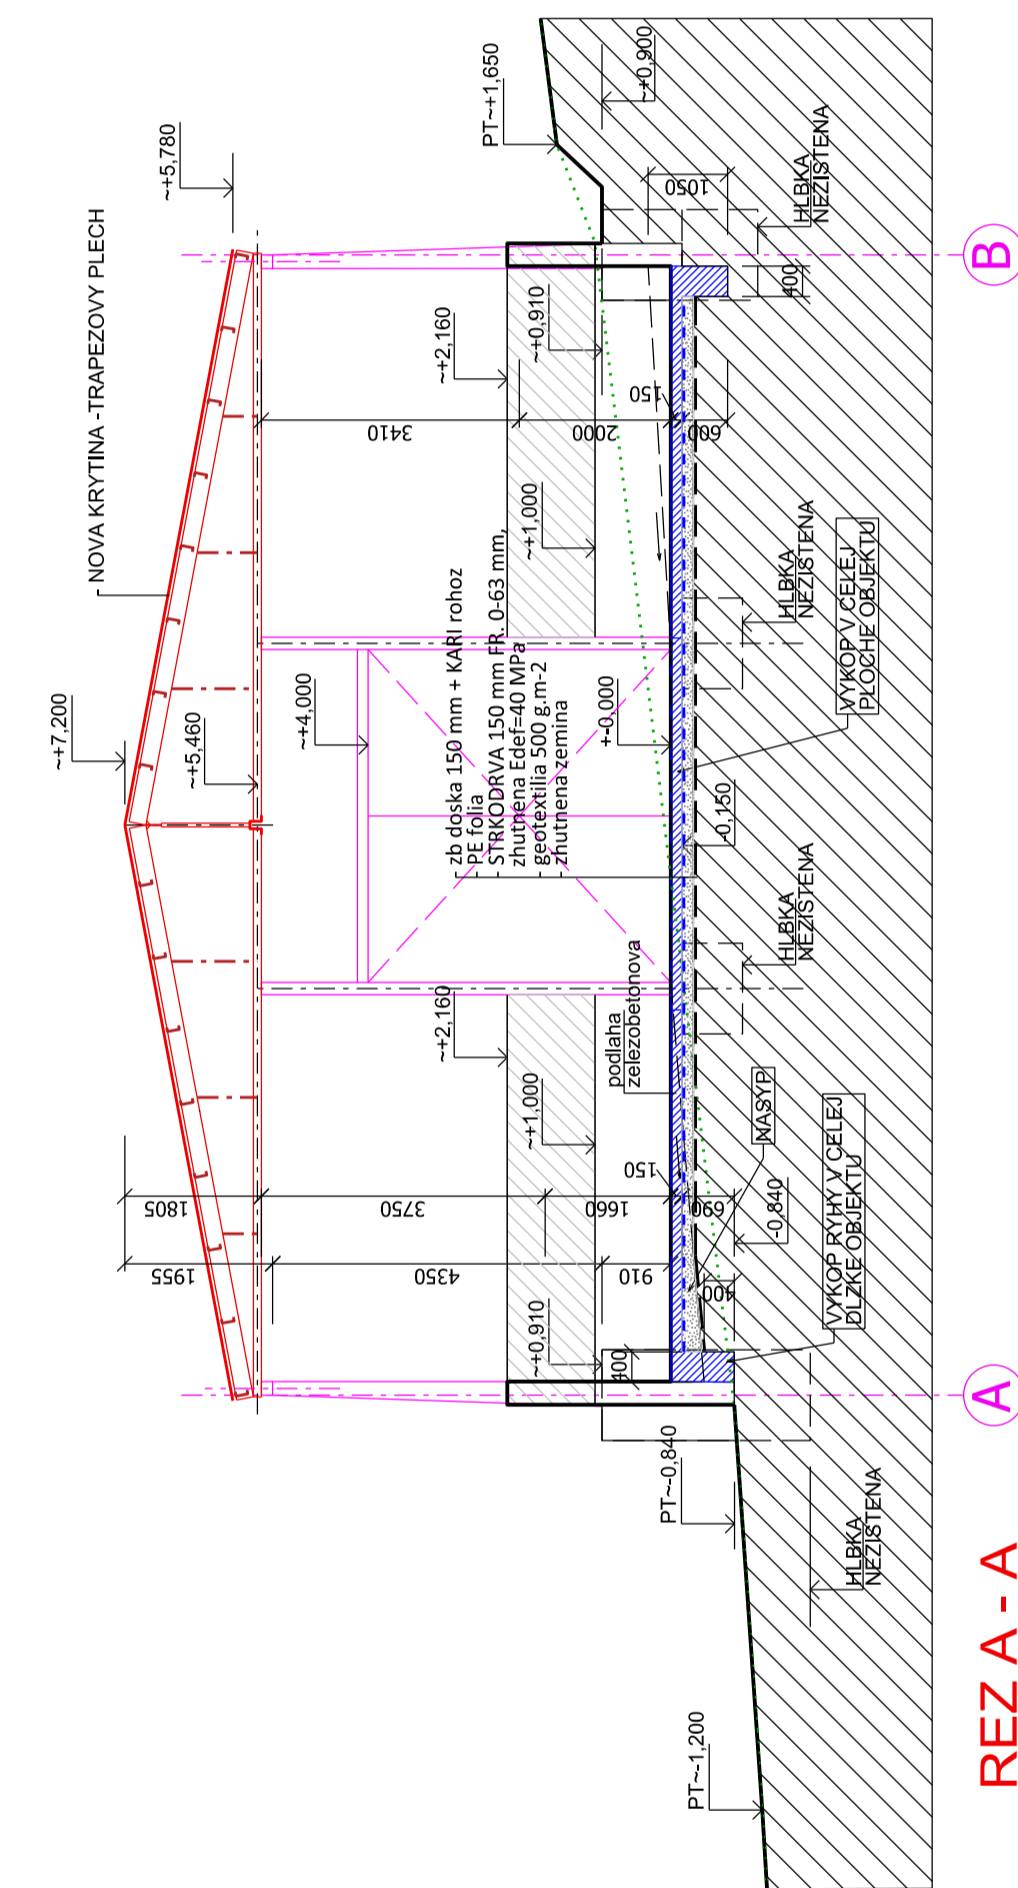 NOVA KRYTINA -TRAPEZOVY PLECH
~+7,200
~+5,780
~+5,460
~+4,000
PT~+1,650
~+0,900
~+2,160
~+0,910
~+1,000
3410
2000
150
600
1050
400
HLBKA
NEZISTENA
zb doska 150 mm + KARI rohoz
PE folia
STRKODRVA 150 mm FR. 0-63 mm,
zhutnena Edef=40 MPa
geotextilia 500 g.m-2
zhutnena zemina
+-0,000
-0,150
HLBKA
NEZISTENA
VYKOP V CELEJ
PLOCHE OBJEKTU
HLBKA
NEZISTENA
~+2,160
~+1,000
podlaha
zelezobetonova
1805
3750
1660
150
690
1955
4350
910
400
~+0,910
400
NASYP
-0,840
VYKOP RYHY V CELEJ
DLZKE OBJEKTU
PT~-0,840
HLBKA
NEZISTENA
PT~-1,200
A
B
REZ A - A